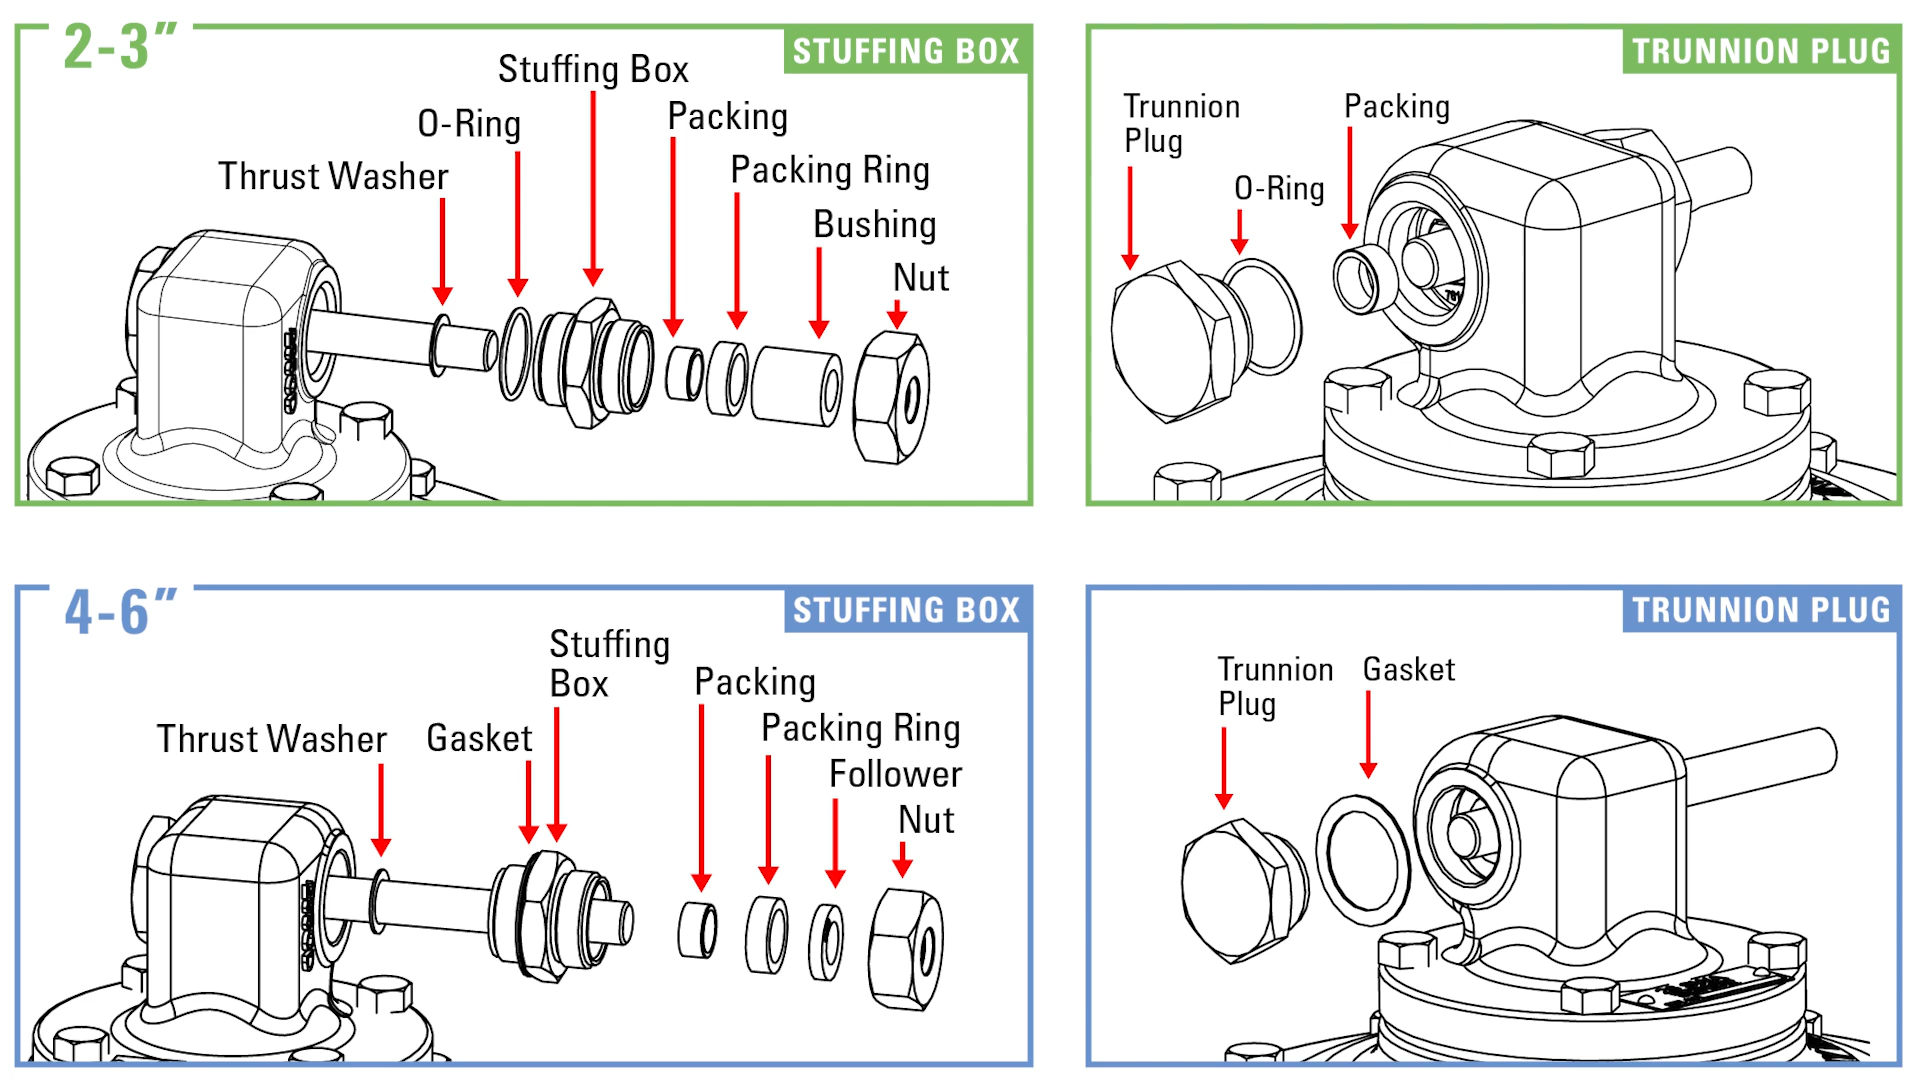 2-3″
STUFFING BOX
Stuffing Box
Packing
O-Ring
Packing Ring
Thrust Washer
Bushing
Nut
TRUNNION PLUG
Trunnion
Plug
Packing
O-Ring
4-6″
STUFFING BOX
Stuffing
Box
Packing
Packing Ring
Thrust Washer
Gasket
Follower
Nut
TRUNNION PLUG
Trunnion
Plug
Gasket